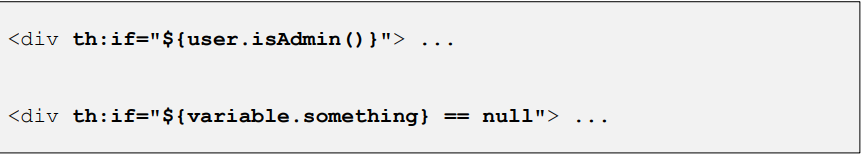 <div th:if="${user.isAdmin()}"> ...
<div th:if="${variable.something} == null"> ...